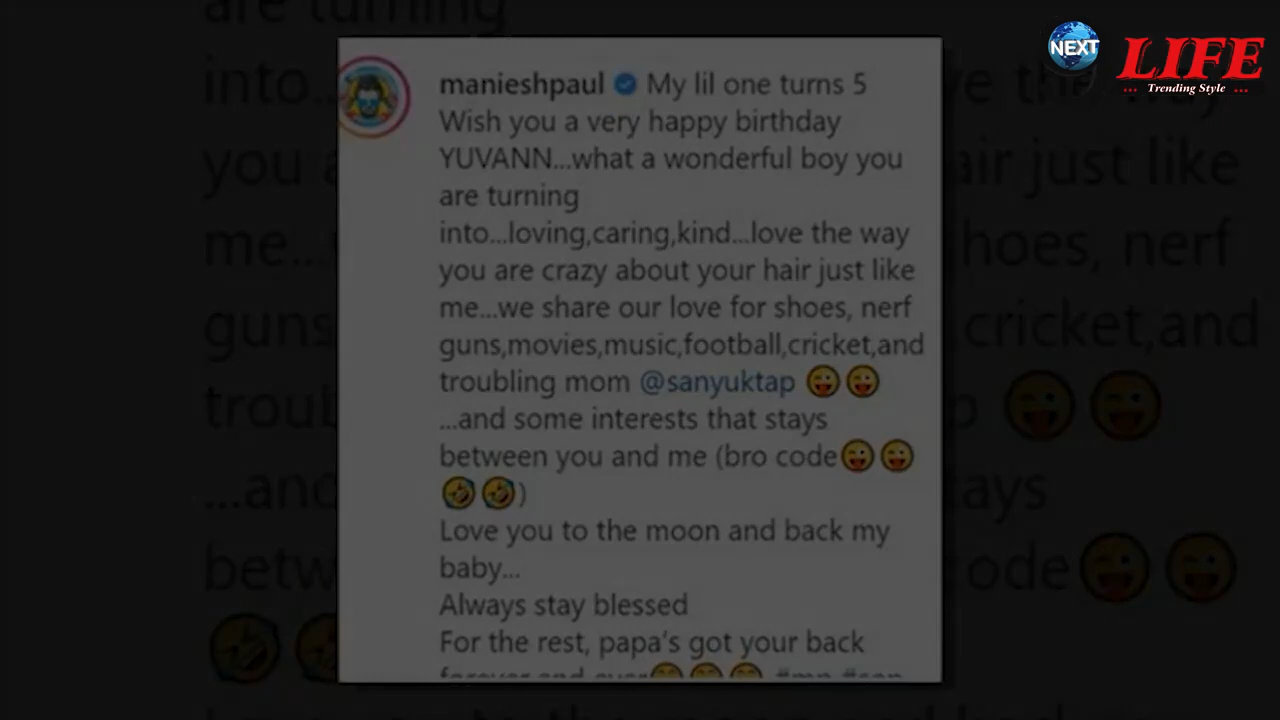 NEXT
LIFE
... Trending Style ...
manieshpaul My lil one turns 5
Wish you a very happy birthday
YUVANN...what a wonderful boy you
are turning
into...loving,caring,kind...love the way
you are crazy about your hair just like
me...we share our love for shoes, nerf
guns,movies,music,football,cricket,and
troubling mom @sanyuktap 😜😜
...and some interests that stays
between you and me (bro code😜😜
🤣🤣)
Love you to the moon and back my
baby...
Always stay blessed
For the rest, papa's got your back